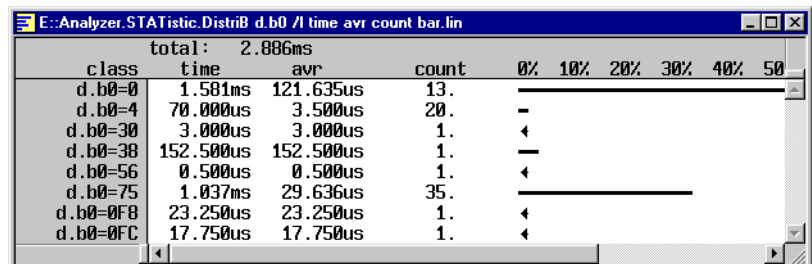 E::Analyzer.STATistic.DistriB d.b0 /l time avr count bar.lin
total: 2.886ms
class time avr count 0% 10% 20% 30% 40% 50
d.b0=0 1.581ms 121.635us 13.
d.b0=4 70.000us 3.500us 20.
d.b0=30 3.000us 3.000us 1.
d.b0=38 152.500us 152.500us 1.
d.b0=56 0.500us 0.500us 1.
d.b0=75 1.037ms 29.636us 35.
d.b0=0F8 23.250us 23.250us 1.
d.b0=0FC 17.750us 17.750us 1.